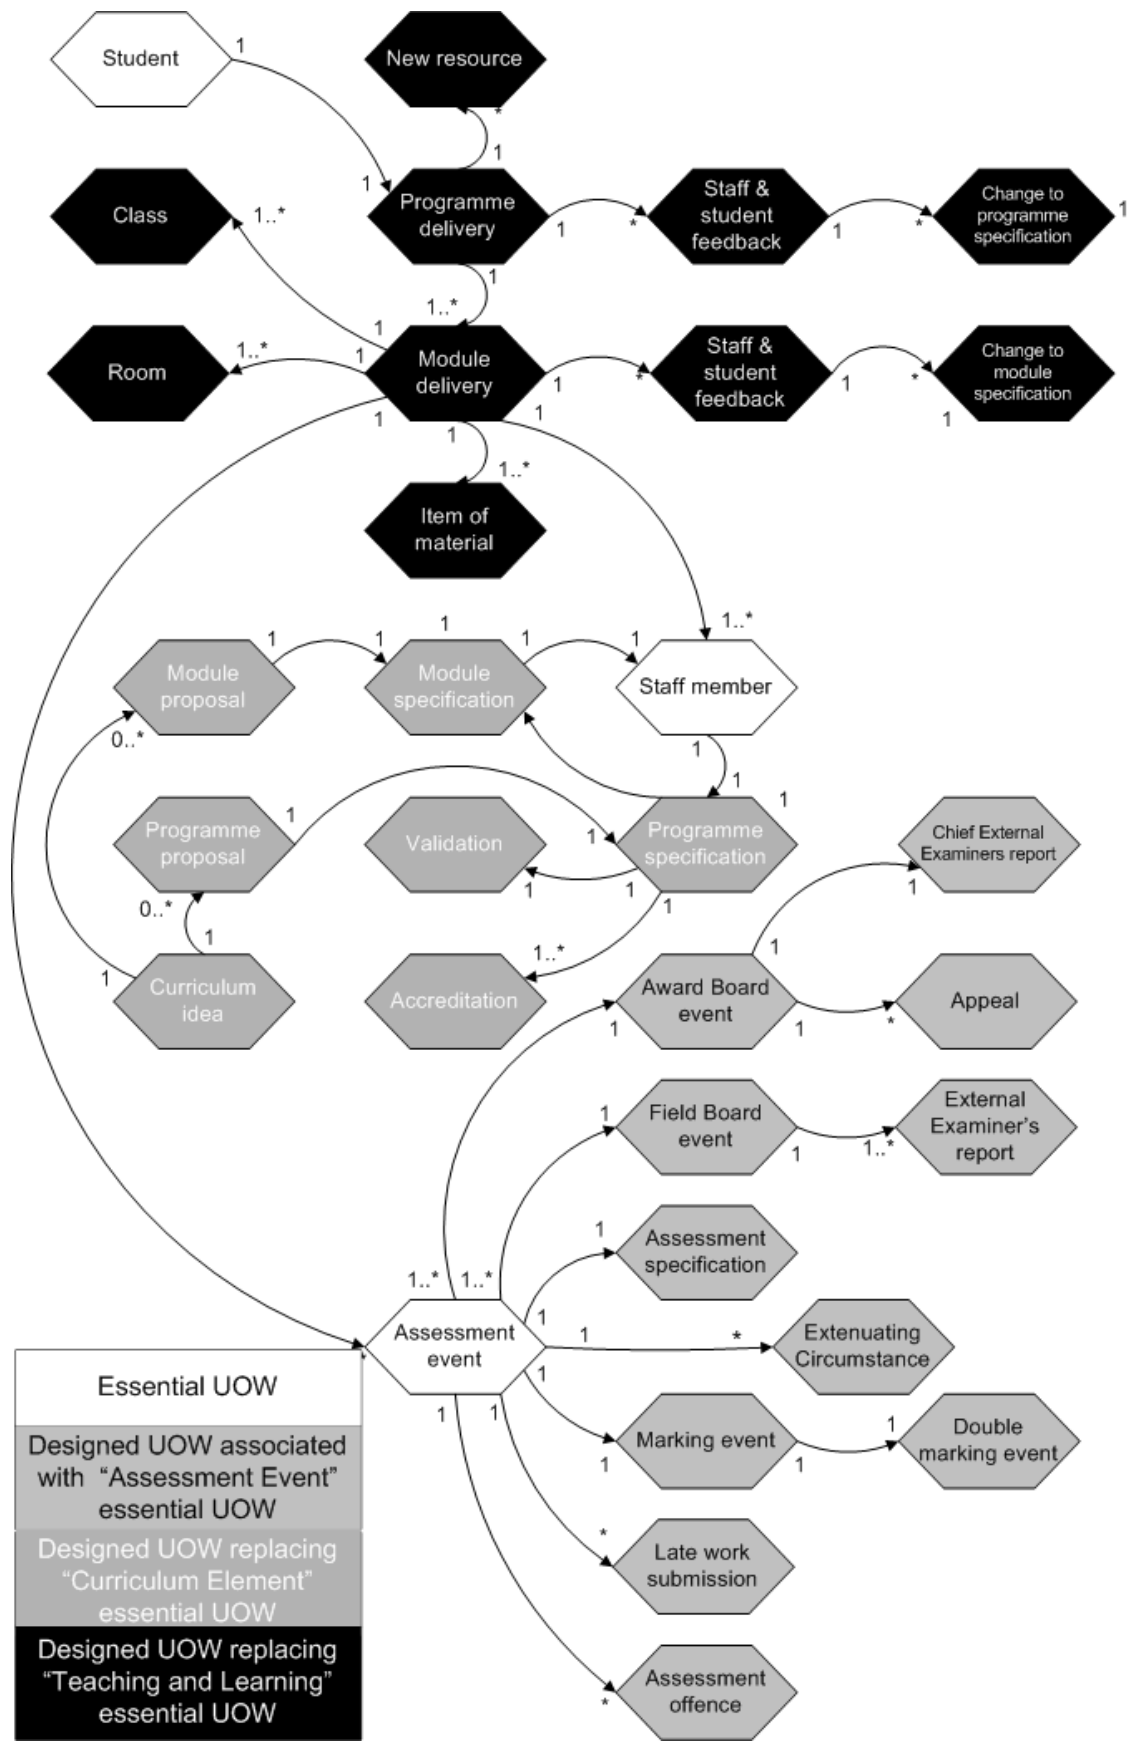 Student
1
New resource
*
1
1
Class
1..*
Programme
delivery
1
*
Staff &
student
feedback
1
*
Change to
programme
specification
1
1
1..*
1
Room
1..*
1
Module
delivery
1
*
Staff &
student
feedback
1
*
Change to
module
specification
1
1
1
1
1..*
Item of
material
1..*
Module
proposal
1
1
1
Module
specification
1
1
Staff member
0..*
1
1
1
Programme
proposal
1
Validation
1
1
1
Programme
specification
1
Chief External
Examiners report
1
0..*
1
1..*
1
1
Curriculum
idea
Accreditation
Award Board
event
1
1
*
Appeal
1
Field Board
event
1
1..*
External
Examiner's
report
1
Assessment
specification
1..*
1..*
1
Assessment
event
1
*
Extenuating
Circumstance
*
1
1
1
1
Marking event
1
1
Double
marking event
*
Late work
submission
*
Assessment
offence
Essential UOW
Designed UOW associated
with “Assessment Event”
essential UOW
Designed UOW replacing
“Curriculum Element”
essential UOW
Designed UOW replacing
“Teaching and Learning”
essential UOW